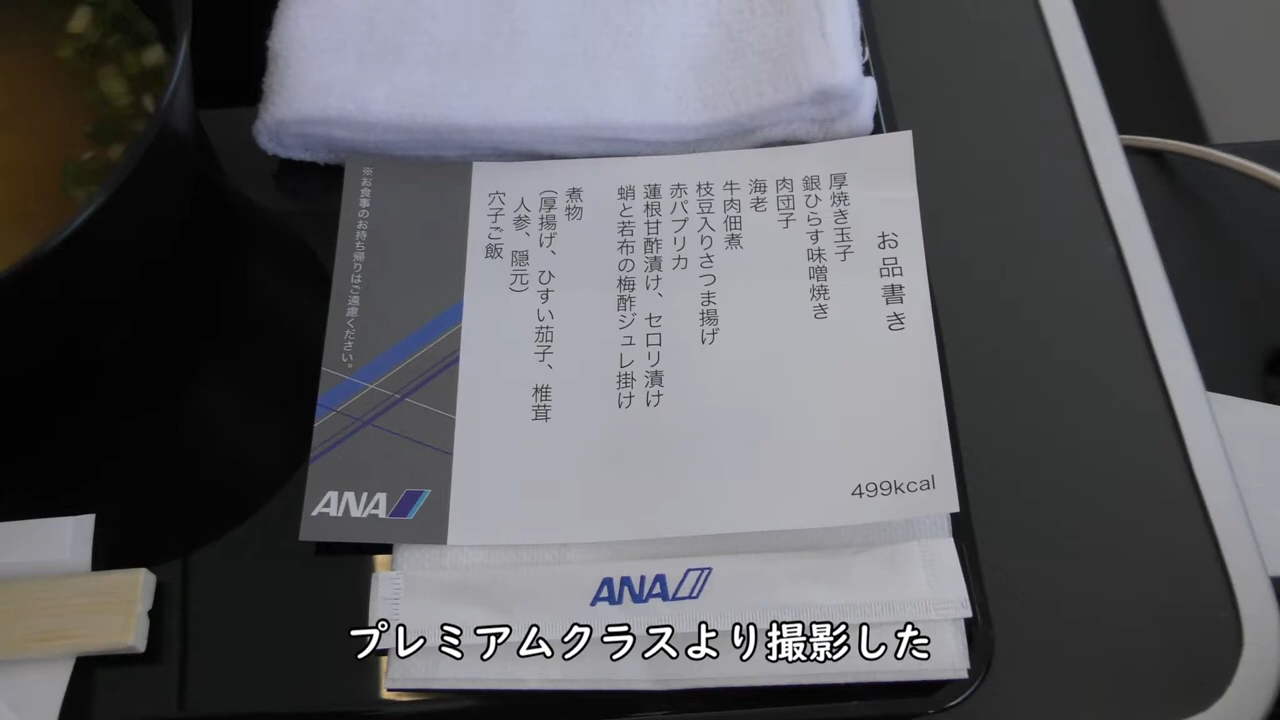 お品書き
厚焼き玉子
銀ひらす味噌焼き
肉団子
海老
牛肉佃煮
枝豆入りさつま揚げ
赤パプリカ
蓮根甘酢漬け、セロリ漬け
蛸と若布の梅酢ジュレ掛け
煮物
(厚揚げ、ひすい茄子、椎茸
人参、隠元)
穴子ご飯
499kcal
※お食事のお持ち帰りはご遠慮ください。
ANA
ANA
プレミアムクラスより撮影した